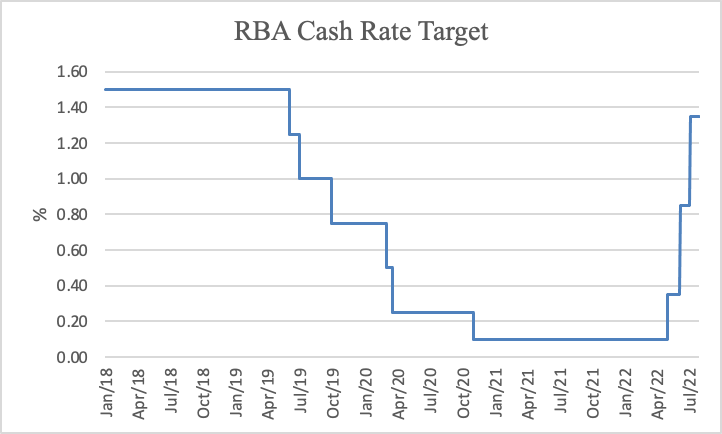 RBA Cash Rate Target
1.60
1.40
1.20
1.00
0.80
0.60
0.40
0.20
0.00
%
Jan/18
Apr/18
Jul/18
Oct/18
Jan/19
Apr/19
Jul/19
Oct/19
Jan/20
Apr/20
Jul/20
Oct/20
Jan/21
Apr/21
Jul/21
Oct/21
Jan/22
Apr/22
Jul/22